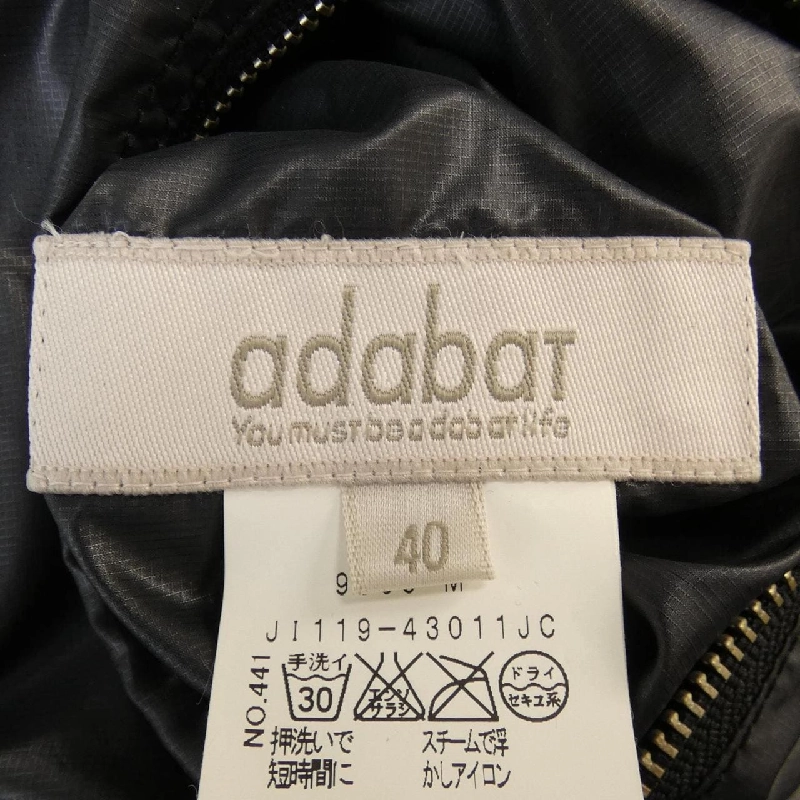 adabat
You must be adabat life
40
M
JI119-43011JC
NO.441
手洗イ
30
エンソ
サラシ
ドライ
セキユ系
押洗いで
短時間に
スチームで浮
かしアイロン